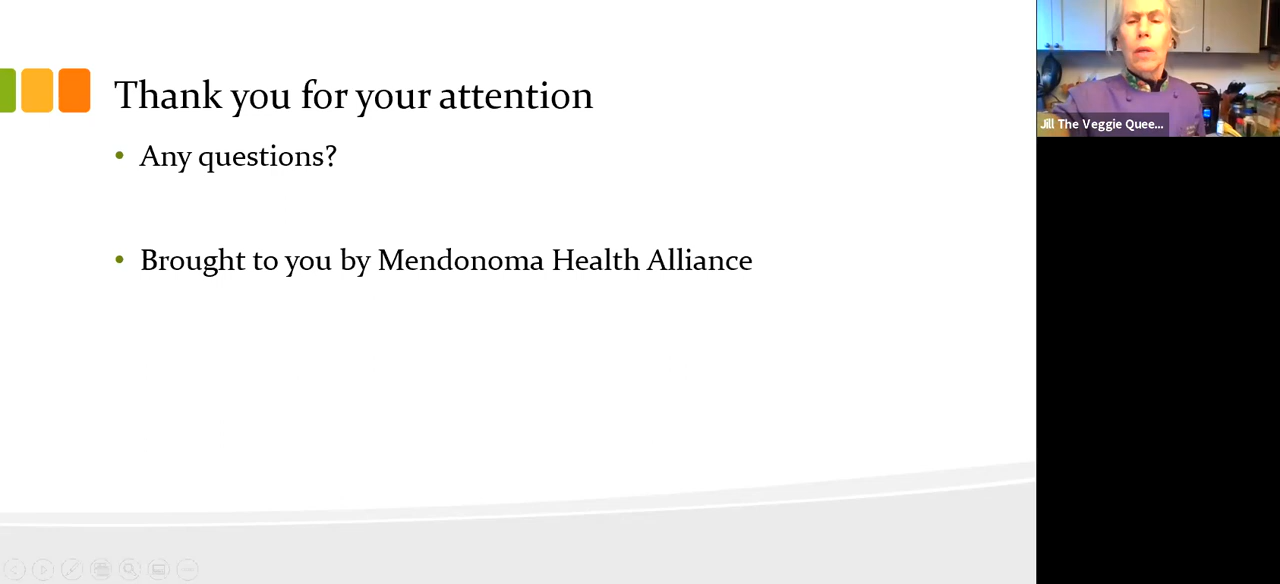 Thank you for your attention
Any questions?
Brought to you by Mendonoma Health Alliance
Jill The Veggie Quee...